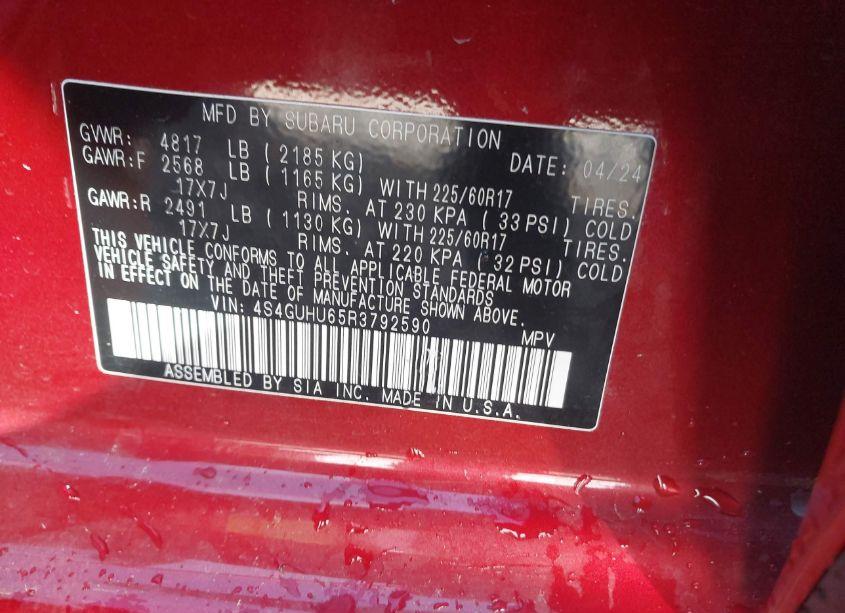 MFD BY SUBARU CORPORATION
GVWR: 4817 LB ( 2185 KG) DATE: 04/24
GAWR:F 2568 LB ( 1165 KG) WITH 225/60R17 TIRES.
17X7J RIMS. AT 230 KPA ( 33 PSI) COLD
GAWR:R 2491 LB ( 1130 KG) WITH 225/60R17 TIRES.
17X7J RIMS. AT 220 KPA ( 32 PSI) COLD
THIS VEHICLE CONFORMS TO ALL APPLICABLE FEDERAL MOTOR
VEHICLE SAFETY AND THEFT PREVENTION STANDARDS
IN EFFECT ON THE DATE OF MANUFACTURE SHOWN ABOVE.
VIN: 4S4GUHU65R3792590 MPV
ASSEMBLED BY SIA INC. MADE IN U.S.A.